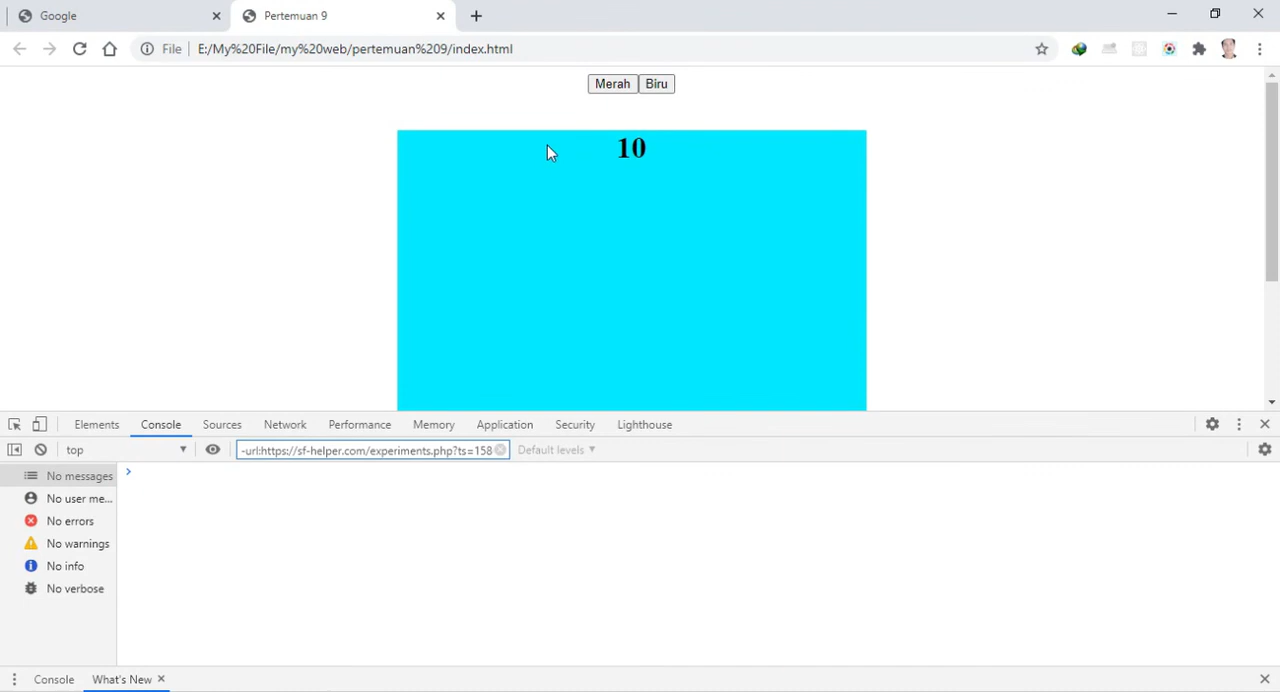 Google
Pertemuan 9
File
E:/My%20File/my%20web/pertemuan%209/index.html
Merah Biru
10
Elements Console Sources Network Performance Memory Application Security Lighthouse
top
-url:https://sf-helper.com/experiments.php?ts=158
Default levels
No messages
No user me...
No errors
No warnings
No info
No verbose
Console What's New